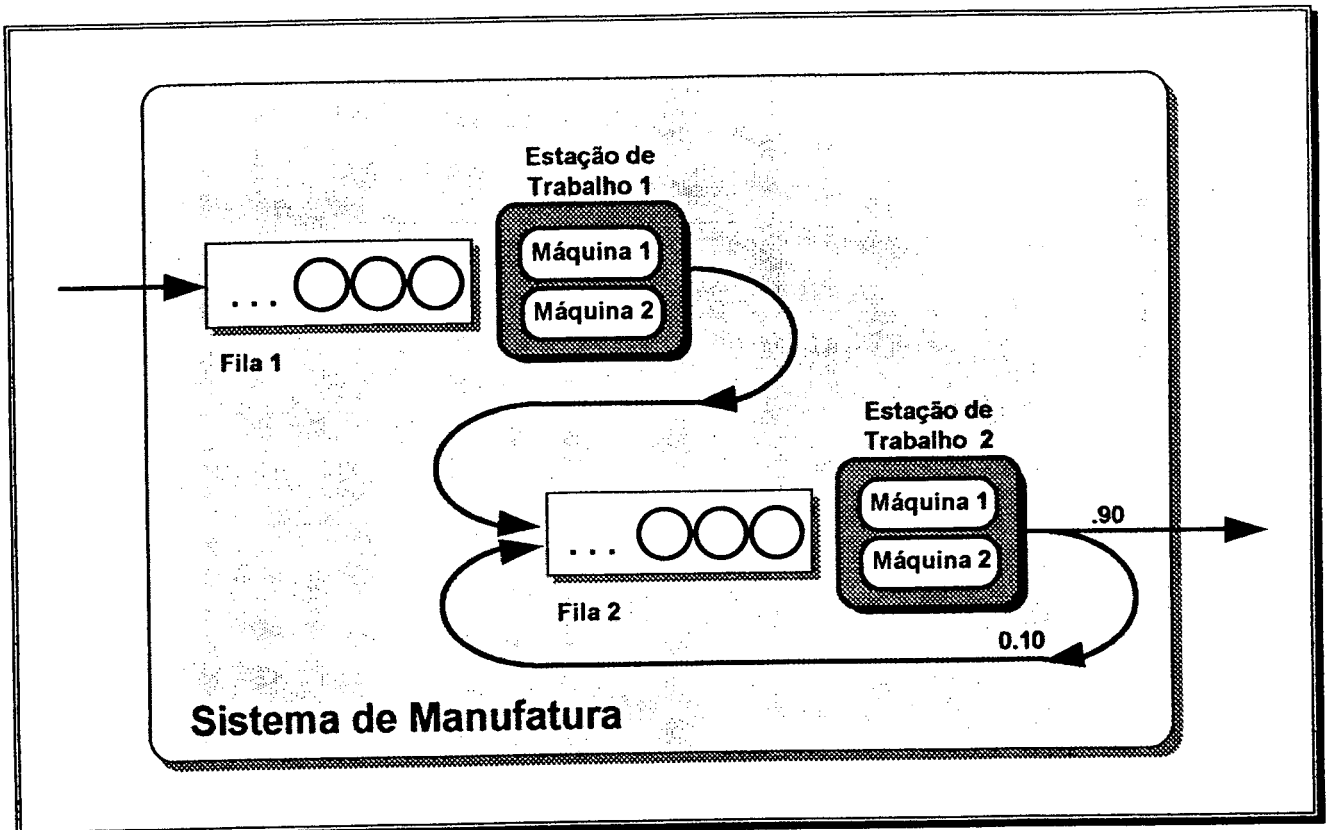 Estação de
Trabalho 1
Máquina 1
Máquina 2
. . .
Fila 1
Estação de
Trabalho 2
Máquina 1
Máquina 2
.90
. . .
Fila 2
0.10
Sistema de Manufatura